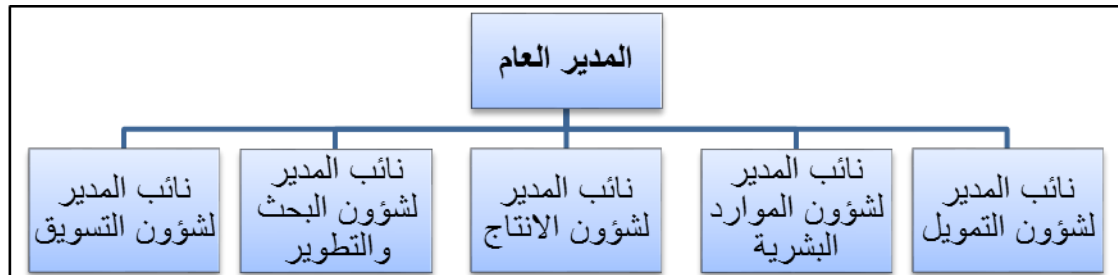 المدير العام
نائب المدير
لشؤون التمويل
نائب المدير
لشؤون الموارد
البشرية
نائب المدير
لشؤون الانتاج
نائب المدير
لشؤون البحث
والتطوير
نائب المدير
لشؤون التسويق